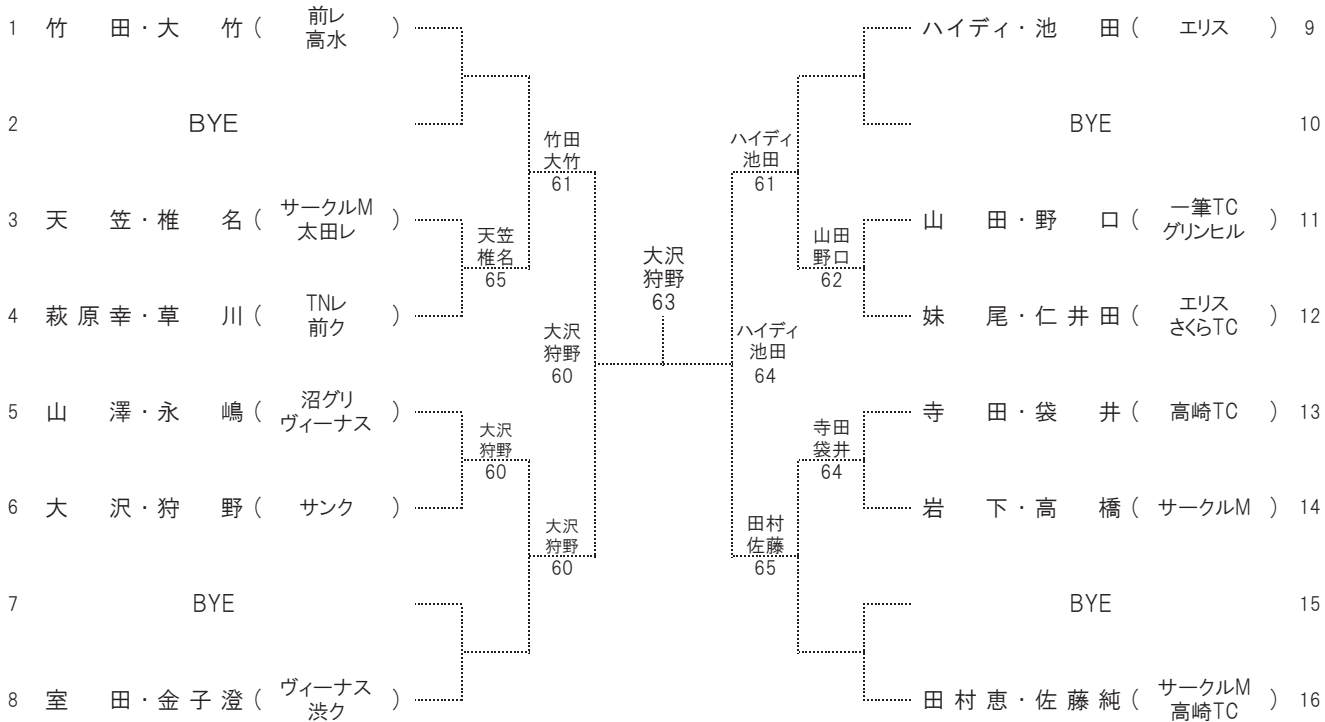 1 竹 田・大 竹 ( 前レ 高水 )
2 BYE
竹田
大竹
61
3 天 笠・椎 名 ( サークルM 太田レ )
天笠
椎名
65
4 萩原幸・草 川 ( TNレ 前ク )
大沢
狩野
60
5 山 澤・永 嶋 ( 沼グリ ヴィーナス )
大沢
狩野
60
6 大 沢・狩 野 ( サンク )
大沢
狩野
60
7 BYE
8 室 田・金子澄 ( ヴィーナス 渋ク )
大沢
狩野
63
ハイディ・池 田 ( エリス ) 9
BYE 10
ハイディ
池田
61
山 田・野 口 ( 一筆TC グリンヒル ) 11
山田
野口
62
妹 尾・仁井田 ( エリス さくらTC ) 12
ハイディ
池田
64
寺 田・袋 井 ( 高崎TC ) 13
寺田
袋井
64
岩 下・高 橋 ( サークルM ) 14
田村
佐藤
65
BYE 15
田村恵・佐藤純 ( サークルM 高崎TC ) 16